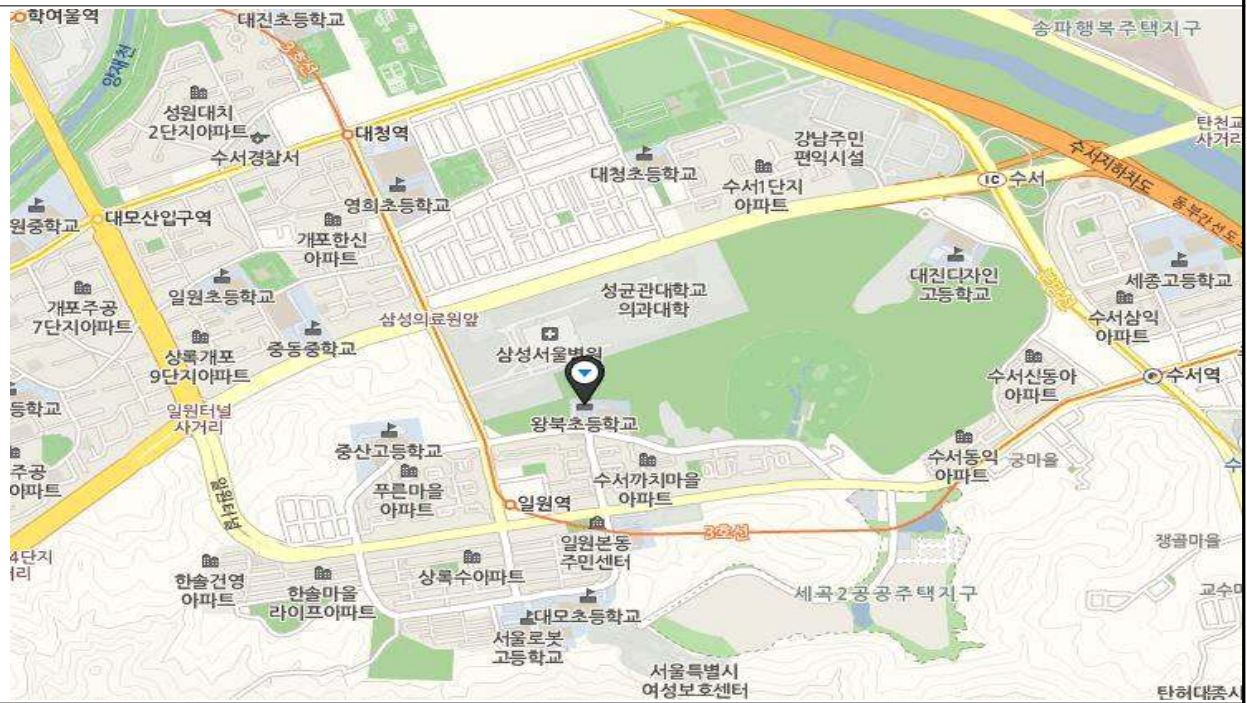 학여울역
대진초등학교
송파행복주택지구
양재천
3호선
성원대치
2단지아파트
대청역
수서경찰서
강남주민
편익시설
탄천교
사거리
대청초등학교
수서1단지
아파트
수서지하차도
IC 수서
동부간선도
영희초등학교
원중학교
대모산입구역
개포한신
아파트
일원초등학교
개포주공
7단지아파트
성균관대학교
의과대학
대진디자인
고등학교
세종고등학교
삼성의료원앞
중동중학교
상록개포
9단지아파트
삼성서울병원
수서삼익
아파트
수서신동아
아파트
수서역
등학교
일원터널
사거리
왕북초등학교
중산고등학교
푸른마을
아파트
주공
아파트
수서까치마을
아파트
수서동익
아파트
궁마을
일원터널
일원역
3호선
일원본동
주민센터
쟁골마을
4단지
한솔건영
아파트
한솔마을
라이프아파트
상록수아파트
세곡2공공주택지구
대모초등학교
서울로봇
고등학교
서울특별시
여성보호센터
탄허대종사